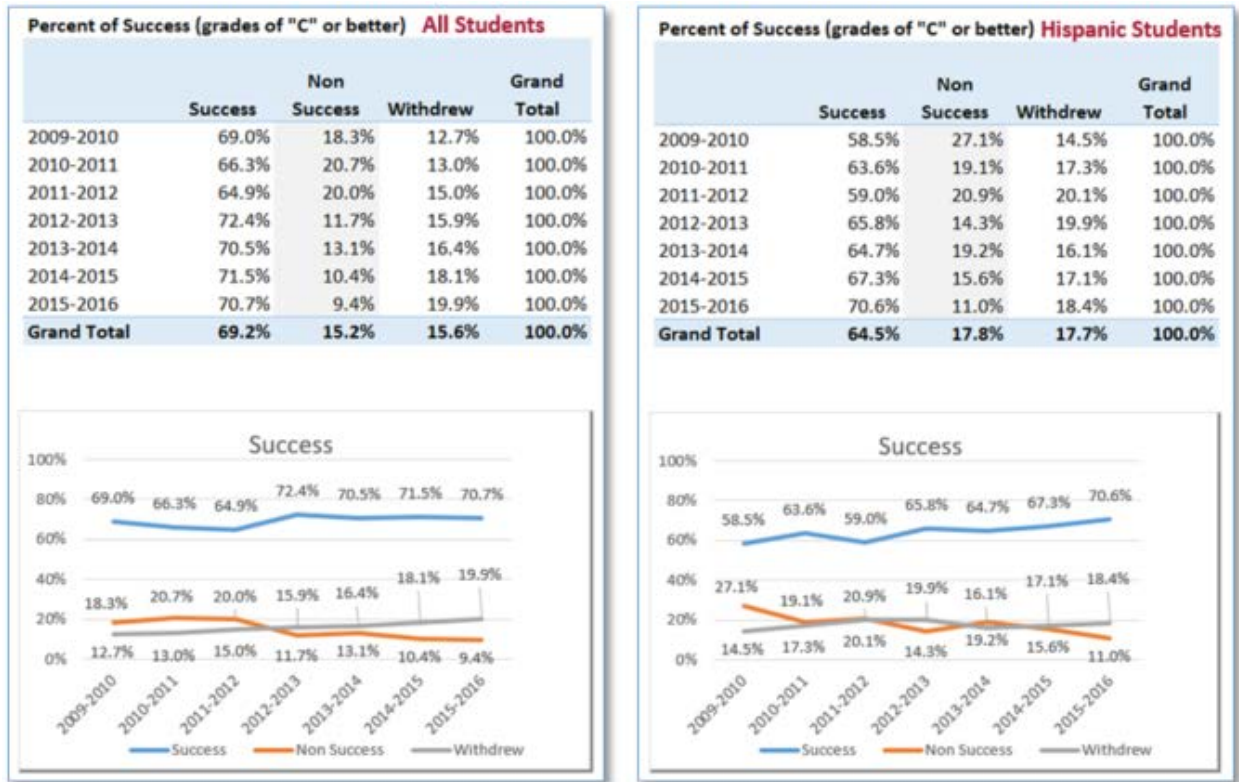 Percent of Success (grades of "C" or better) All Students
Non Grand
Success Success Withdrew Total
2009-2010 69.0% 18.3% 12.7% 100.0%
2010-2011 66.3% 20.7% 13.0% 100.0%
2011-2012 64.9% 20.0% 15.0% 100.0%
2012-2013 72.4% 11.7% 15.9% 100.0%
2013-2014 70.5% 13.1% 16.4% 100.0%
2014-2015 71.5% 10.4% 18.1% 100.0%
2015-2016 70.7% 9.4% 19.9% 100.0%
Grand Total 69.2% 15.2% 15.6% 100.0%
Success
100%
80%
60%
40%
20%
0%
69.0% 66.3% 64.9% 72.4% 70.5% 71.5% 70.7%
18.3% 20.7% 20.0% 15.9% 16.4% 18.1% 19.9%
12.7% 13.0% 15.0% 11.7% 13.1% 10.4% 9.4%
2009-2010 2010-2011 2011-2012 2012-2013 2013-2014 2014-2015 2015-2016
Success Non Success Withdrew
Percent of Success (grades of "C" or better) Hispanic Students
Non Grand
Success Success Withdrew Total
2009-2010 58.5% 27.1% 14.5% 100.0%
2010-2011 63.6% 19.1% 17.3% 100.0%
2011-2012 59.0% 20.9% 20.1% 100.0%
2012-2013 65.8% 14.3% 19.9% 100.0%
2013-2014 64.7% 19.2% 16.1% 100.0%
2014-2015 67.3% 15.6% 17.1% 100.0%
2015-2016 70.6% 11.0% 18.4% 100.0%
Grand Total 64.5% 17.8% 17.7% 100.0%
Success
100%
80%
60%
40%
20%
0%
58.5% 63.6% 59.0% 65.8% 64.7% 67.3% 70.6%
27.1% 19.1% 20.9% 19.9% 16.1% 17.1% 18.4%
14.5% 17.3% 20.1% 14.3% 19.2% 15.6% 11.0%
2009-2010 2010-2011 2011-2012 2012-2013 2013-2014 2014-2015 2015-2016
Success Non Success Withdrew